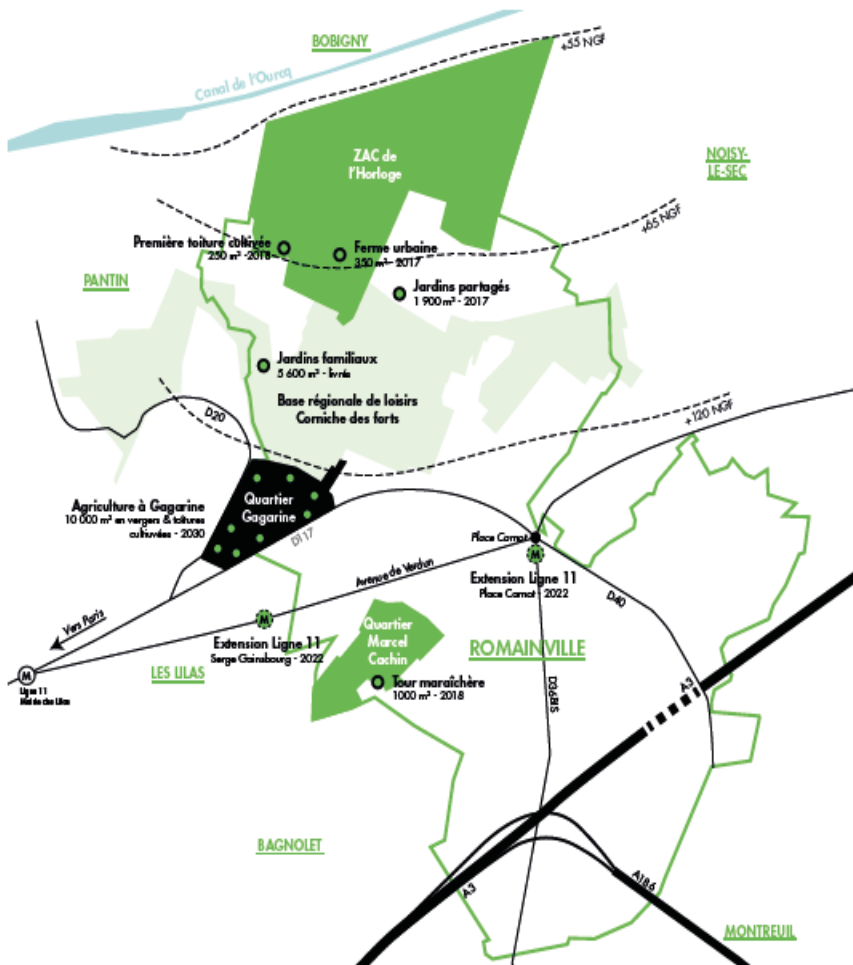 BOBIGNY
+55 NGF
Canal de l'Ourcq
ZAC de
l'Horloge
NOISY-
LE-SEC
+65 NGF
Première toiture cultivée
250 m² -2018
Ferme urbaine
350 m² - 2017
PANTIN
Jardins partagés
1 900 m² - 2017
Jardins familiaux
5 600 m² - livrés
Base régionale de loisirs
Corniche des forts
D20
+120 NGF
Quartier
Gagarine
Agriculture à Gagarine
10 000 m² en vergers & toitures
cultiuvées - 2030
D117
Place Carnot
M
Avenue de Verdun
Extension Ligne 11
Place Carnot - 2022
D40
Vers Paris
M
Extension Ligne 11
Serge Gainsbourg - 2022
Quartier
Marcel
Cachin
ROMAINVILLE
LES LILAS
M
Ligne 11
Mairie des Lilas
Tour maraîchère
1000 m² - 2018
D36BIS
A3
BAGNOLET
A3
A186
MONTREUIL